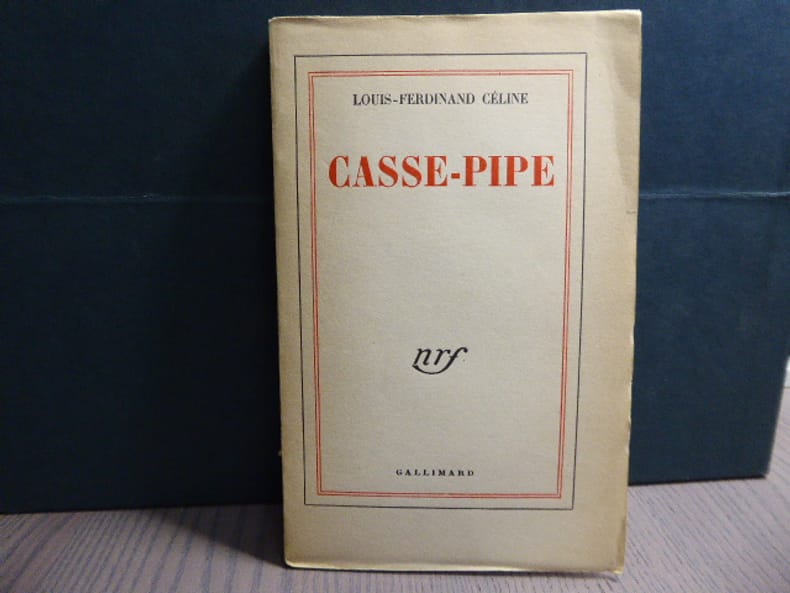 LOUIS-FERDINAND CÉLINE
CASSE-PIPE
nrf
GALLIMARD